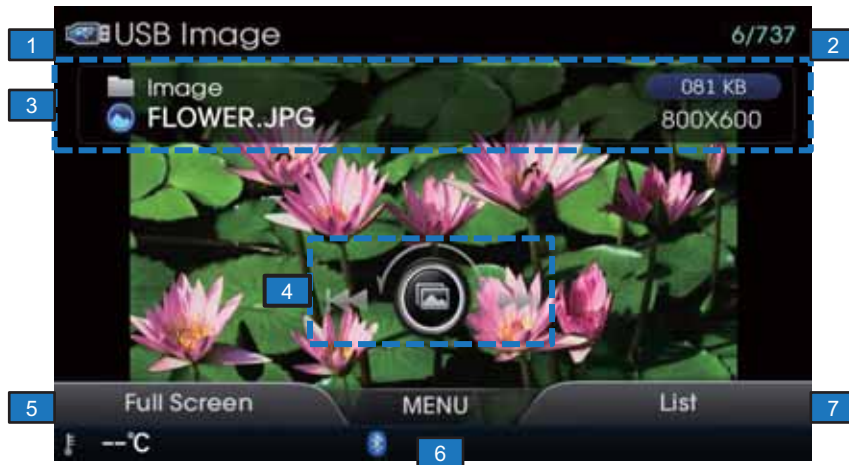 1
USB Image
6/737
2
3
Image
081 KB
FLOWER.JPG
800X600
4
5
Full Screen
MENU
List
7
--°C
6